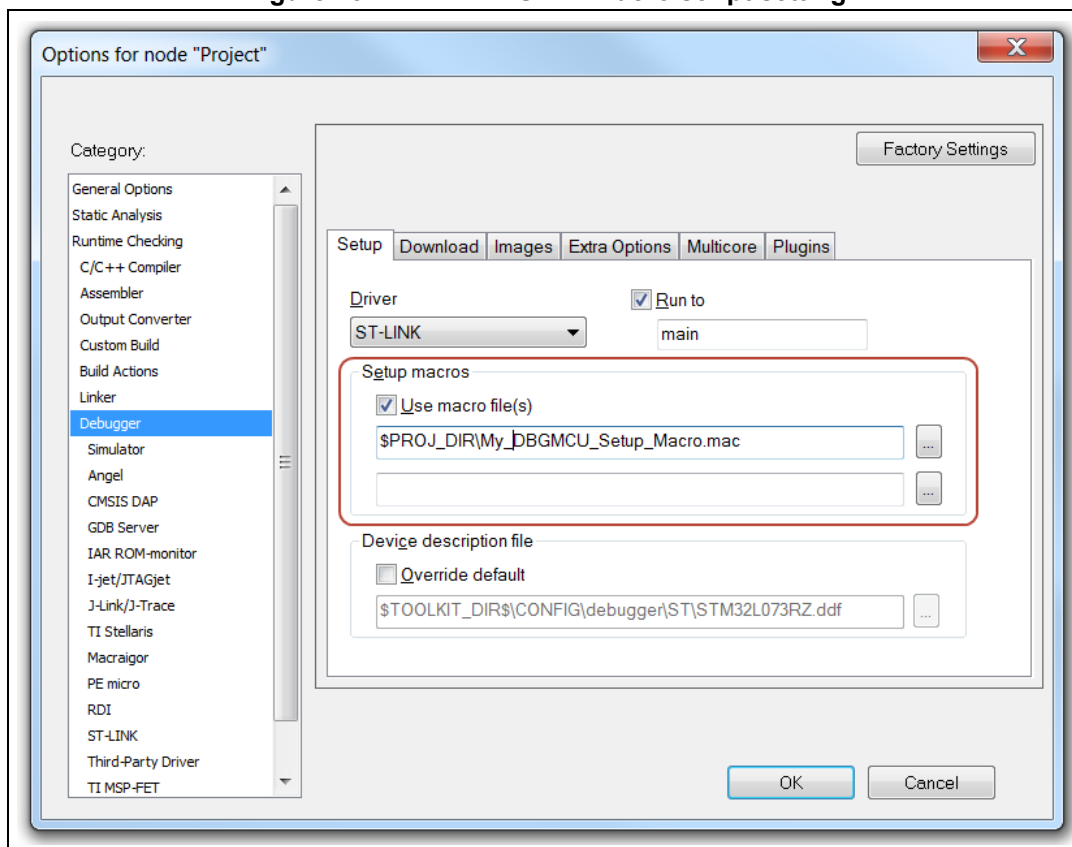 Options for node "Project"
Category:
Factory Settings
General Options
Static Analysis
Runtime Checking
C/C++ Compiler
Assembler
Output Converter
Custom Build
Build Actions
Linker
Debugger
Simulator
Angel
CMSIS DAP
GDB Server
IAR ROM-monitor
I-jet/JTAGjet
J-Link/J-Trace
TI Stellaris
Macraigor
PE micro
RDI
ST-LINK
Third-Party Driver
TI MSP-FET
Setup Download Images Extra Options Multicore Plugins
Driver Run to
ST-LINK main
Setup macros
Use macro file(s)
$PROJ_DIR\My_DBGMCU_Setup_Macro.mac ...
...
Device description file
Override default
$TOOLKIT_DIR$\CONFIG\debugger\ST\STM32L073RZ.ddf ...
OK Cancel